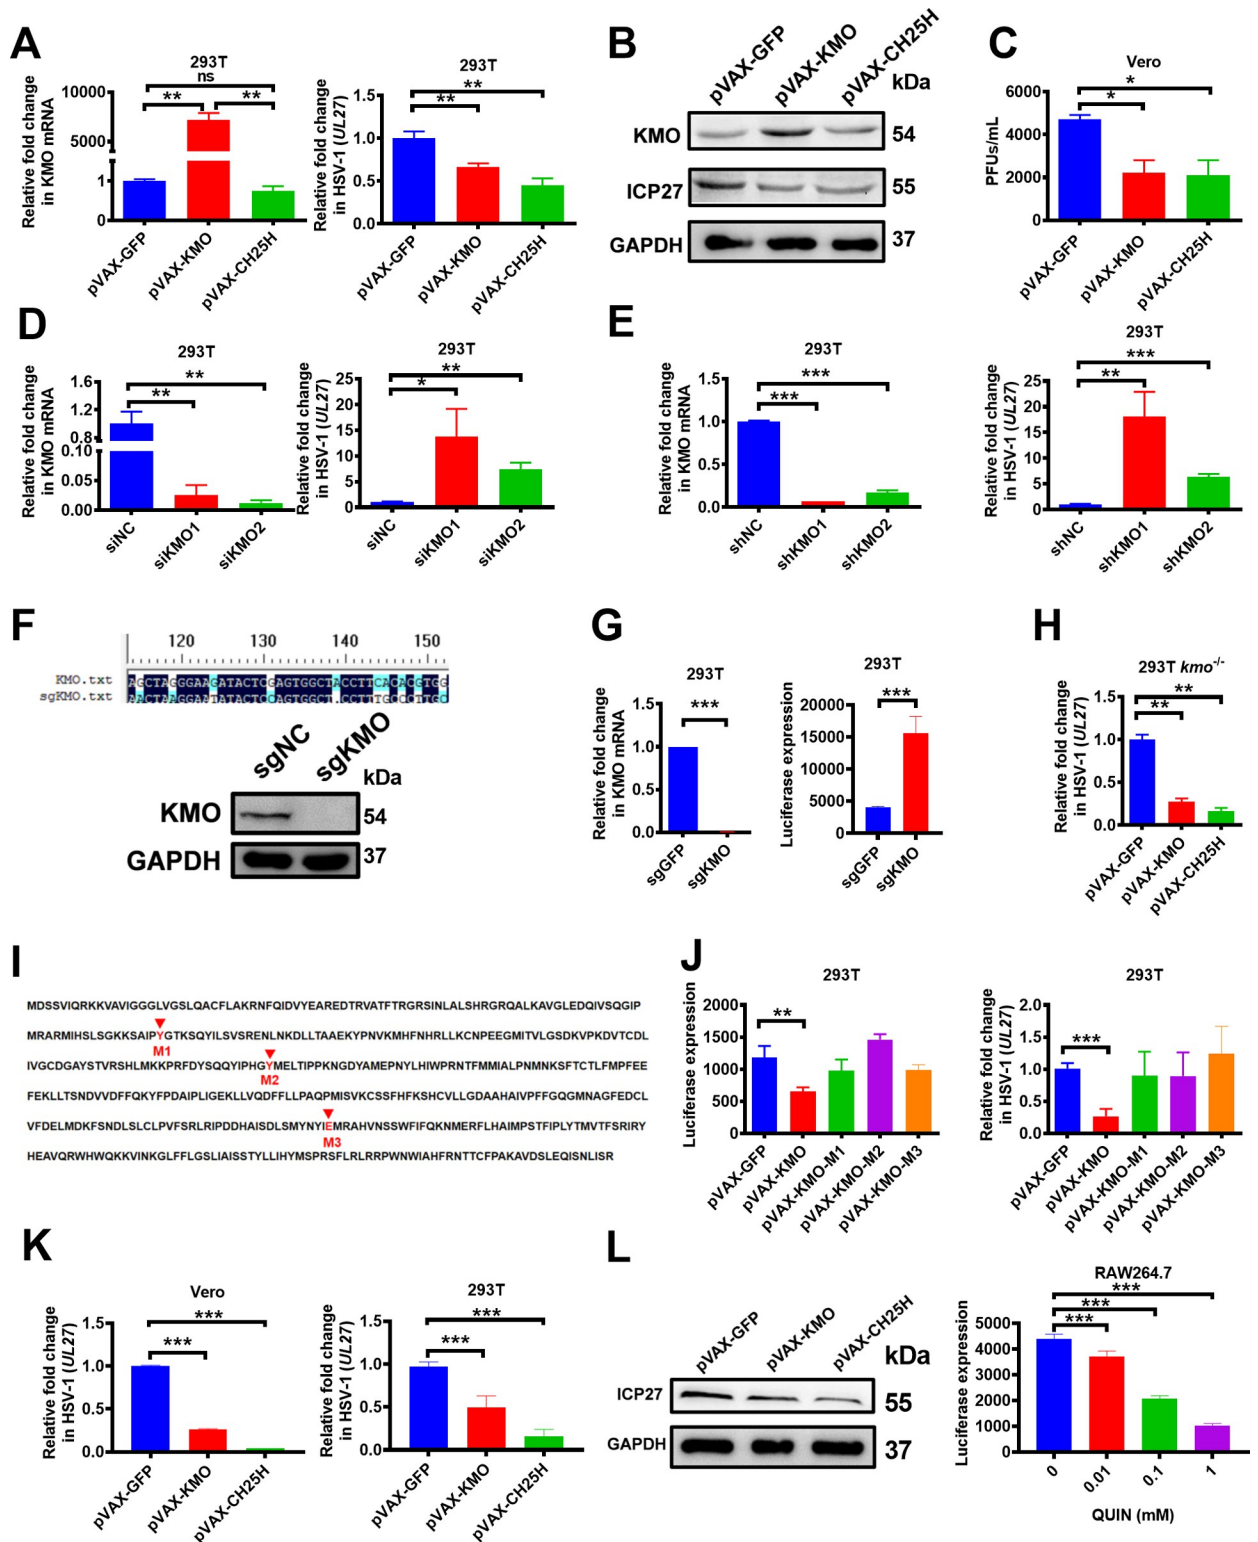 A
293T
ns
**
**
Relative fold change
in KMO mRNA
10000
5000
1
0
pVAX-GFP
pVAX-KMO
pVAX-CH25H
293T
**
**
Relative fold change
in HSV-1 (UL27)
1.5
1.0
0.5
0.0
pVAX-GFP
pVAX-KMO
pVAX-CH25H
B
pVAX-GFP
pVAX-KMO
pVAX-CH25H
kDa
KMO
54
ICP27
55
GAPDH
37
C
Vero
*
*
PFUs/mL
6000
4000
2000
0
pVAX-GFP
pVAX-KMO
pVAX-CH25H
D
293T
**
**
Relative fold change
in KMO mRNA
1.6
1.2
0.8
0.10
0.05
0.00
siNC
siKMO1
siKMO2
293T
**
*
Relative fold change
in HSV-1 (UL27)
25
20
15
10
5
0
siNC
siKMO1
siKMO2
E
293T
***
***
Relative fold change
in KMO mRNA
1.5
1.0
0.5
0.0
shNC
shKMO1
shKMO2
293T
***
**
Relative fold change
in HSV-1 (UL27)
25
20
15
10
5
0
shNC
shKMO1
shKMO2
F
120 130 140 150
KMO.txt AGCTAGGGAAGATACTCGAGTGGCTACCTTCACACGTGG
sgKMO.txt AACTAAGGAATATACTCCAGTGGCT.CCTTTGCCCTTGC
sgNC
sgKMO
kDa
KMO
54
GAPDH
37
G
293T
***
Relative fold change
in KMO mRNA
1.5
1.0
0.5
0.0
sgGFP
sgKMO
293T
***
Luciferase expression
20000
15000
10000
5000
0
sgGFP
sgKMO
H
293T kmo-/-
**
**
Relative fold change
in HSV-1 (UL27)
1.5
1.0
0.5
0.0
pVAX-GFP
pVAX-KMO
pVAX-CH25H
I
MDSSVIQRKKVAVIGGGLVGSLQACFLAKRNFQIDVYEAREDTRVATFTRGRSINLALSHRGRQALKAVGLEDQIVSQGIP
MRARMIHSLSGKKSAIPYGTKSQYILSVSRENLNKDLLTAAEKYPNVKMHFNHRLLKCNPEEGMITVLGSDKVPKDVTCDL
M1
IVGCDGAYSTVRSHLMKKPRFDYSQQYIPHGYMELTIPPKNGDYAMEPNYLHIWPRNTFMMIALPNMNKSFTCTLFMPFEE
M2
FEKLLTSNDVVDFFQKYFPDAIPLIGEKLLVQDFFLLPAQPMISVKCSSFHFKSHCVLLGDAAHAIVPFFGQGMNAGFEDCL
VFDELMDKFSNDLSLCLPVFSRLRIPDDHAISDLSMYNYIEMRAHVNSSWFIFQKNMERFLHAIMPSTFIPLYTMVTFSRIRY
M3
HEAVQRWHWQKKVINKGLFFLGSLIAISSTYLLIHYMSPRSFLRLRRPWNWIAHFRNTTCFPAKAVDSLEQISNLISR
J
293T
**
Luciferase expression
2000
1500
1000
500
0
pVAX-GFP
pVAX-KMO
pVAX-KMO-M1
pVAX-KMO-M2
pVAX-KMO-M3
293T
***
Relative fold change
in HSV-1 (UL27)
2.0
1.5
1.0
0.5
0.0
pVAX-GFP
pVAX-KMO
pVAX-KMO-M1
pVAX-KMO-M2
pVAX-KMO-M3
K
Vero
***
***
Relative fold change
in HSV-1 (UL27)
1.5
1.0
0.5
0.0
pVAX-GFP
pVAX-KMO
pVAX-CH25H
293T
***
***
Relative fold change
in HSV-1 (UL27)
1.5
1.0
0.5
0.0
pVAX-GFP
pVAX-KMO
pVAX-CH25H
L
pVAX-GFP
pVAX-KMO
pVAX-CH25H
kDa
ICP27
55
GAPDH
37
RAW264.7
***
***
***
Luciferase expression
5000
4000
3000
2000
1000
0
0
0.01
0.1
1
QUIN (mM)